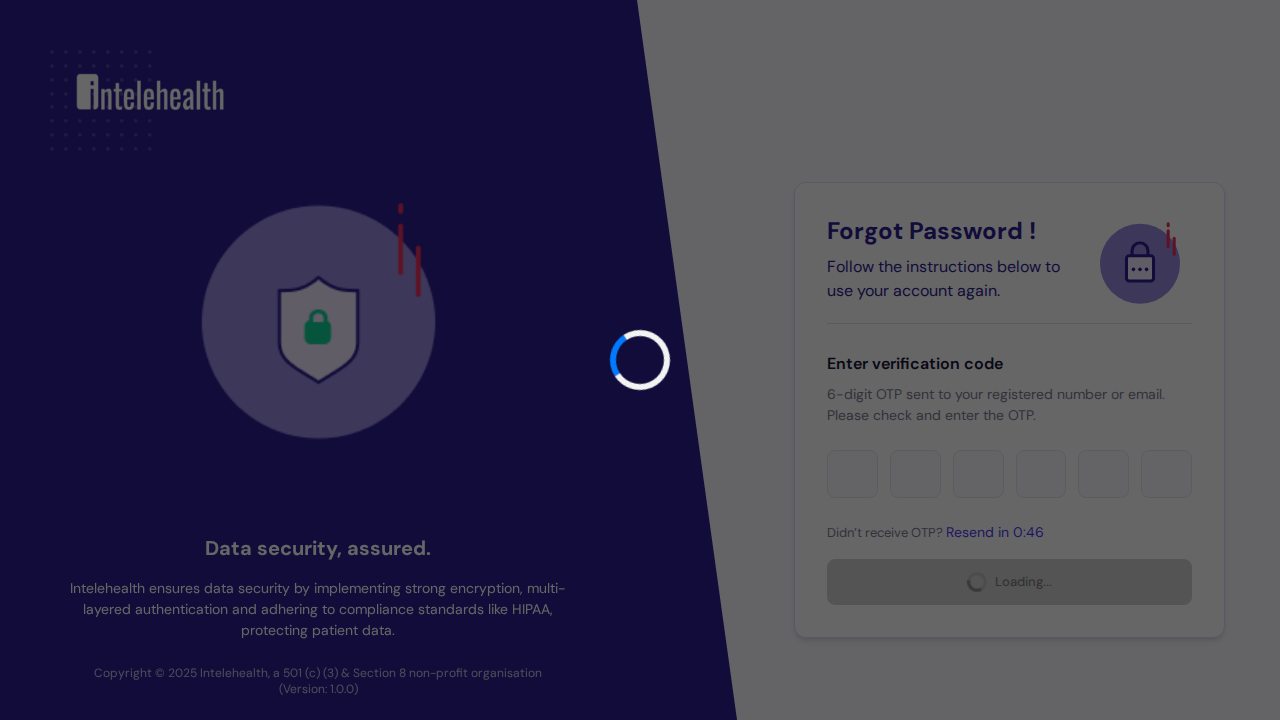 intelehealth
Data security, assured.
Intelehealth ensures data security by implementing strong encryption, multi-
layered authentication and adhering to compliance standards like HIPAA,
protecting patient data.
Copyright © 2025 Intelehealth, a 501 (c) (3) & Section 8 non-profit organisation
(Version: 1.0.0)
Forgot Password !
Follow the instructions below to
use your account again.
Enter verification code
6-digit OTP sent to your registered number or email.
Please check and enter the OTP.
Didn't receive OTP? Resend in 0:46
Loading...